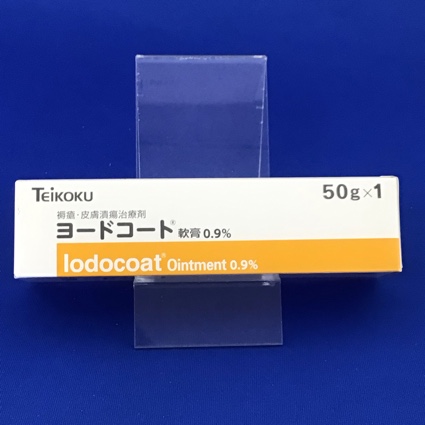 TEIKOKU
50g×1
褥瘡・皮膚潰瘍治療剤
ヨードコート® 軟膏 0.9%
Iodocoat® Ointment 0.9%